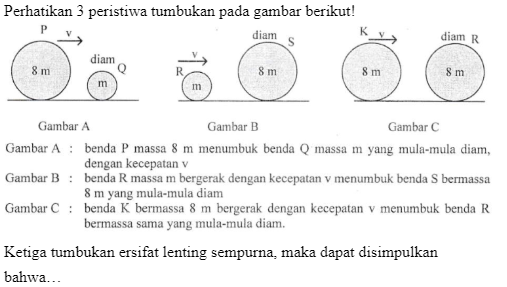 Perhatikan 3 peristiwa tumbukan pada gambar berikut!
P v
diam Q
8 m
m
Gambar A
v
R
m
diam S
8 m
Gambar B
K v
8 m
diam R
8 m
Gambar C
Gambar A : benda P massa 8 m menumbuk benda Q massa m yang mula-mula diam,
dengan kecepatan v
Gambar B : benda R massa m bergerak dengan kecepatan v menumbuk benda S bermassa
8 m yang mula-mula diam
Gambar C : benda K bermassa 8 m bergerak dengan kecepatan v menumbuk benda R
bermassa sama yang mula-mula diam.
Ketiga tumbukan ersifat lenting sempurna, maka dapat disimpulkan
bahwa…